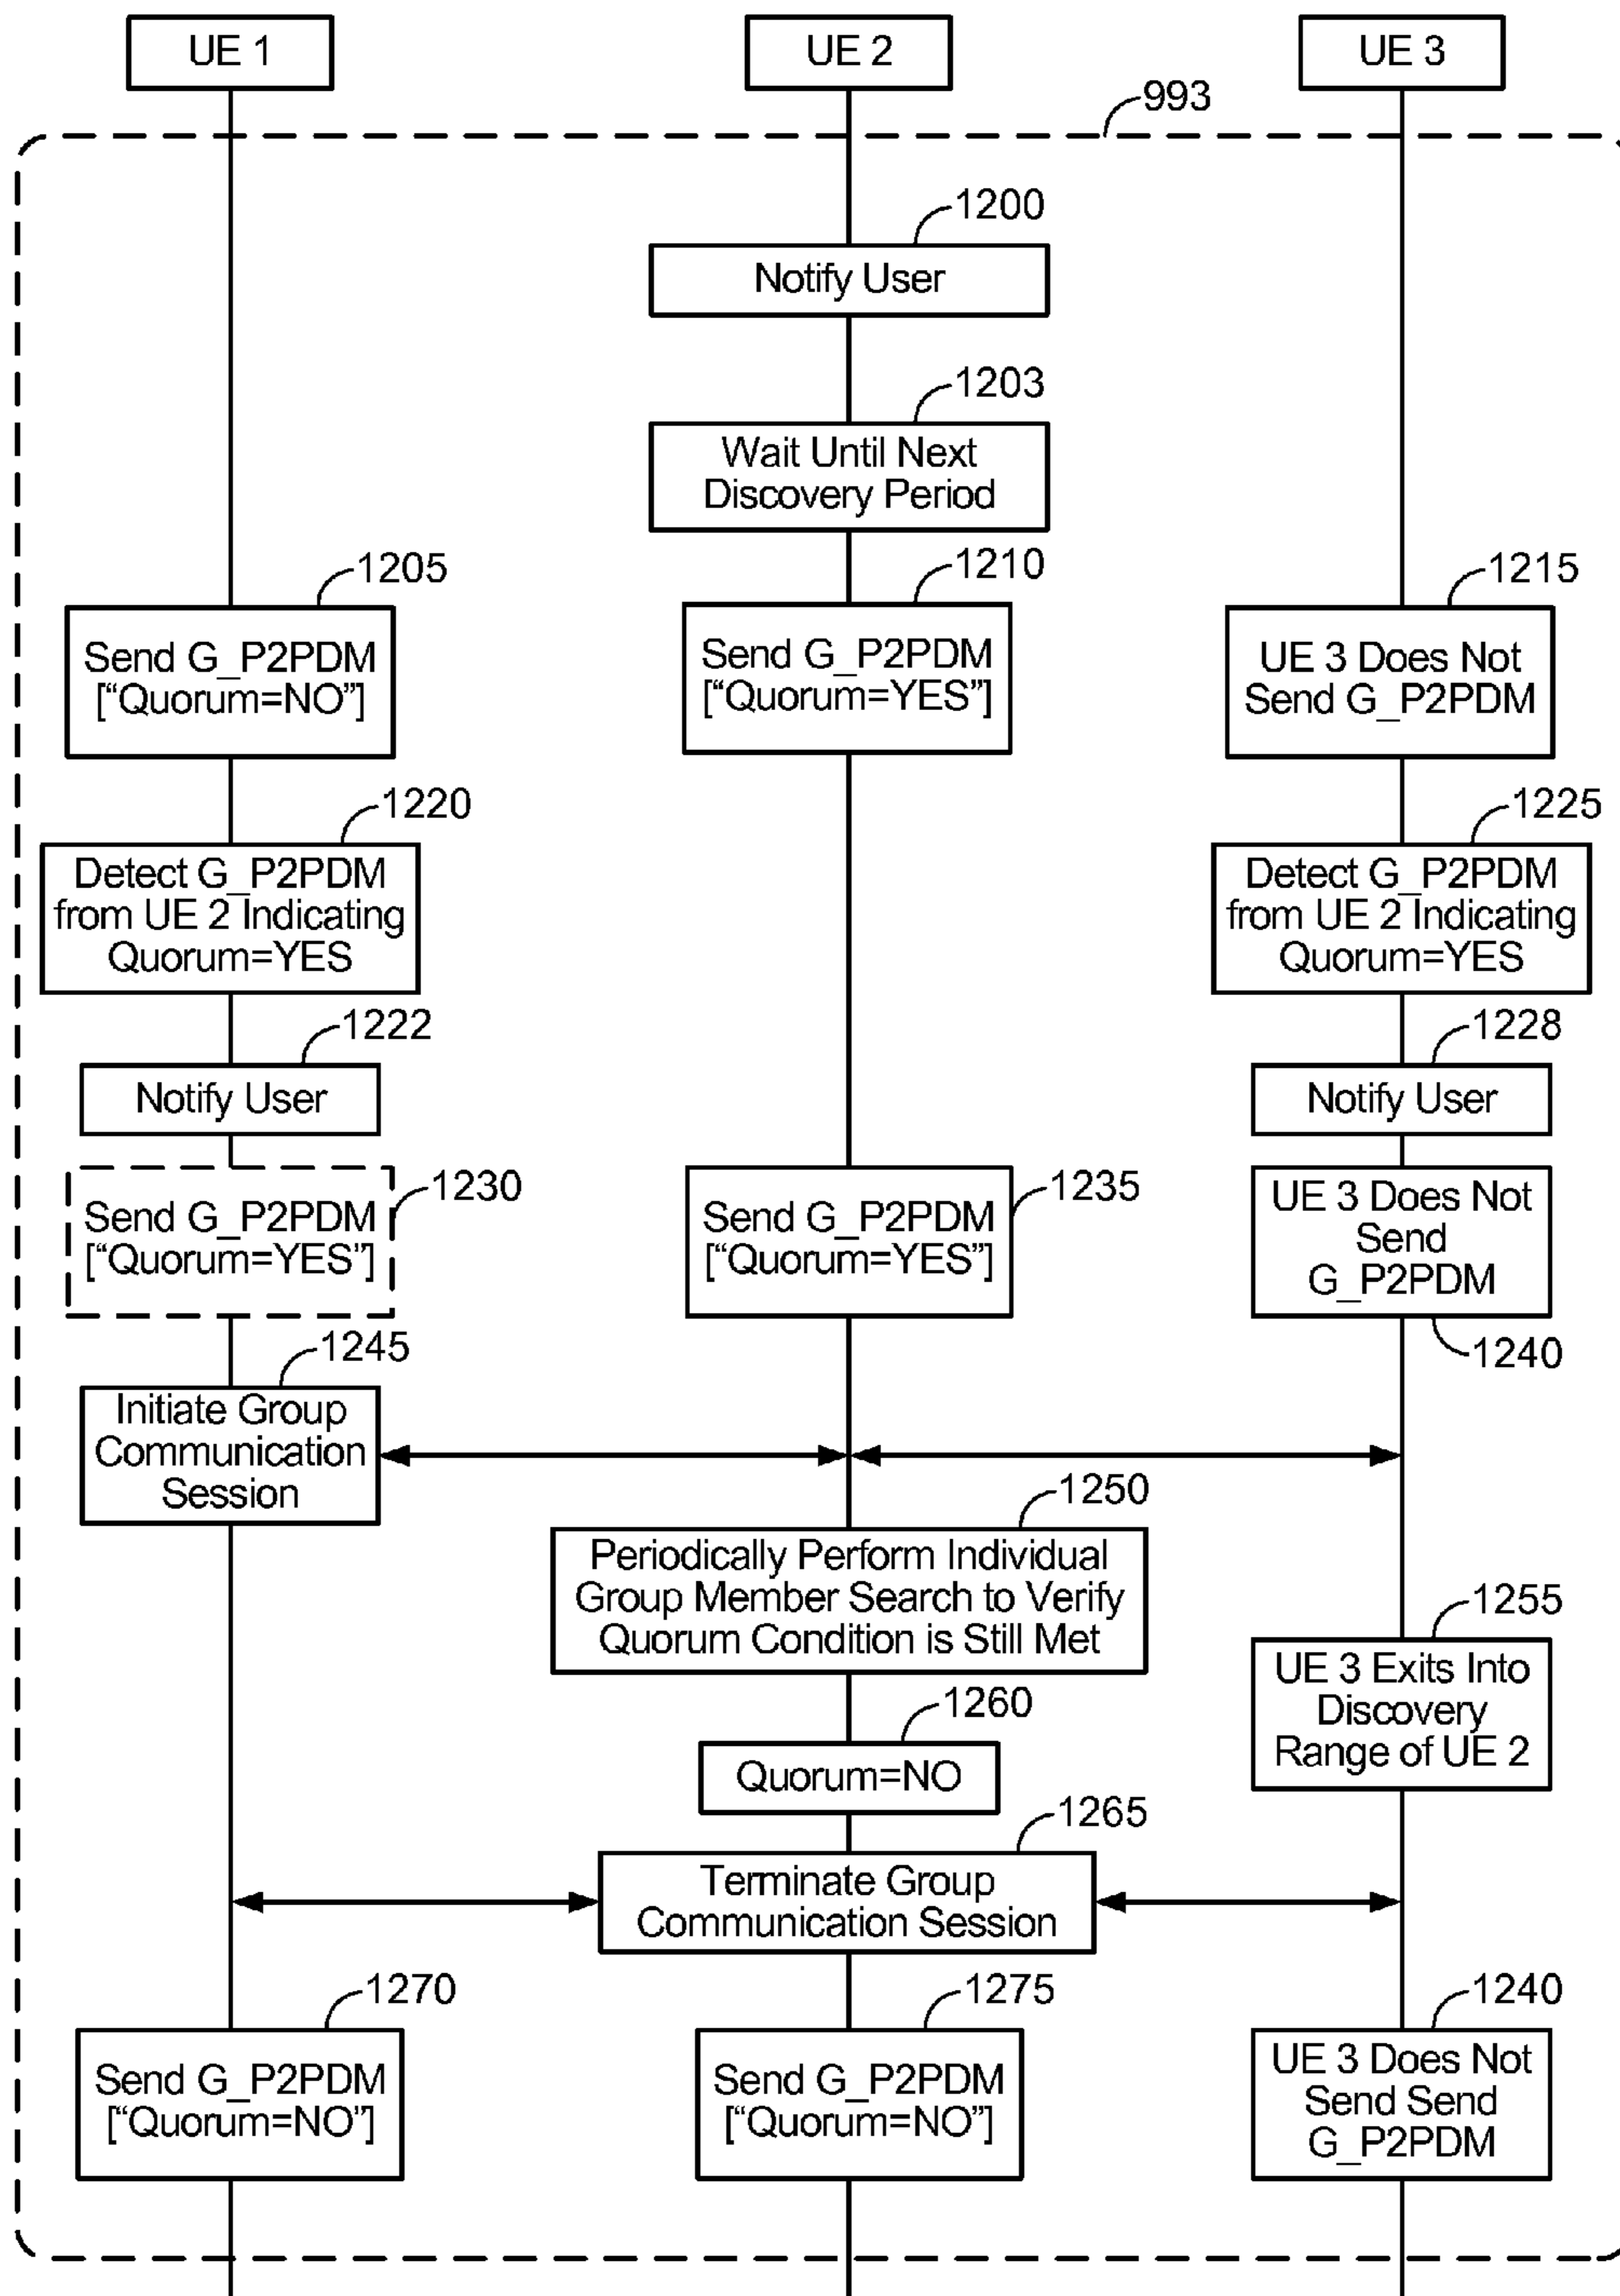 UE 1
UE 2
UE 3
993
1200
Notify User
1203
Wait Until Next
Discovery Period
1205
Send G_P2PDM
["Quorum=NO"]
1210
Send G_P2PDM
["Quorum=YES"]
1215
UE 3 Does Not
Send G_P2PDM
1220
Detect G_P2PDM
from UE 2 Indicating
Quorum=YES
1225
Detect G_P2PDM
from UE 2 Indicating
Quorum=YES
1222
Notify User
1228
Notify User
1230
Send G_P2PDM
["Quorum=YES"]
1235
Send G_P2PDM
["Quorum=YES"]
UE 3 Does Not
Send
G_P2PDM
1240
1245
Initiate Group
Communication
Session
1250
Periodically Perform Individual
Group Member Search to Verify
Quorum Condition is Still Met
1255
UE 3 Exits Into
Discovery
Range of UE 2
1260
Quorum=NO
1265
Terminate Group
Communication Session
1270
Send G_P2PDM
["Quorum=NO"]
1275
Send G_P2PDM
["Quorum=NO"]
1240
UE 3 Does Not
Send Send
G_P2PDM